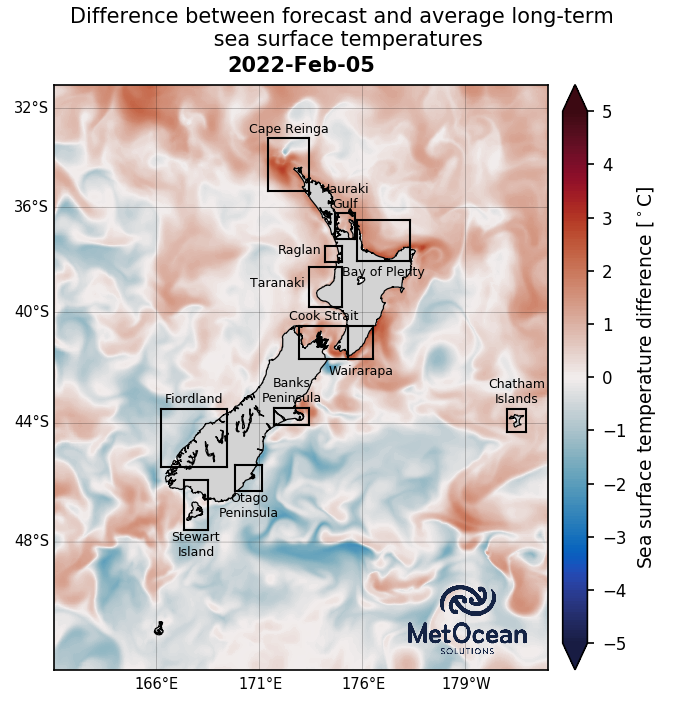 Difference between forecast and average long-term
sea surface temperatures
2022-Feb-05
32°S
36°S
40°S
44°S
48°S
Cape Reinga
Hauraki
Gulf
Raglan
Bay of Plenty
Taranaki
Cook Strait
Wairarapa
Banks
Peninsula
Chatham
Islands
Fiordland
Otago
Peninsula
Stewart
Island
MetOcean
SOLUTIONS
166°E
171°E
176°E
179°W
5
4
3
2
1
0
−1
−2
−3
−4
−5
Sea surface temperature difference [°C]